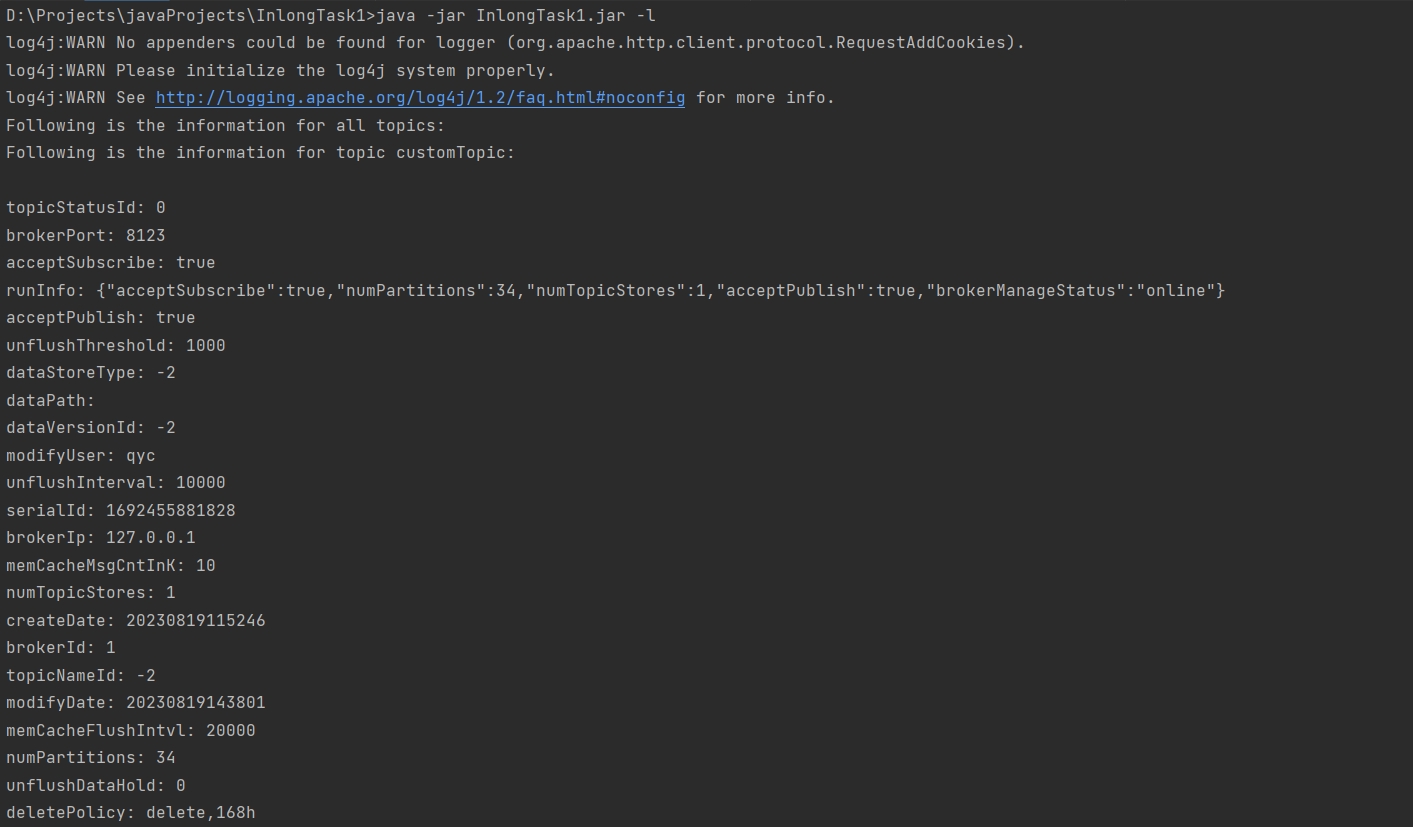 D:\Projects\javaProjects\InlongTask1>java -jar InlongTask1.jar -l
log4j:WARN No appenders could be found for logger (org.apache.http.client.protocol.RequestAddCookies).
log4j:WARN Please initialize the log4j system properly.
log4j:WARN See http://logging.apache.org/log4j/1.2/faq.html#noconfig for more info.
Following is the information for all topics:
Following is the information for topic customTopic:
topicStatusId: 0
brokerPort: 8123
acceptSubscribe: true
runInfo: {"acceptSubscribe":true,"numPartitions":34,"numTopicStores":1,"acceptPublish":true,"brokerManageStatus":"online"}
acceptPublish: true
unflushThreshold: 1000
dataStoreType: -2
dataPath:
dataVersionId: -2
modifyUser: qyc
unflushInterval: 10000
serialId: 1692455881828
brokerIp: 127.0.0.1
memCacheMsgCntInK: 10
numTopicStores: 1
createDate: 20230819115246
brokerId: 1
topicNameId: -2
modifyDate: 20230819143801
memCacheFlushIntvl: 20000
numPartitions: 34
unflushDataHold: 0
deletePolicy: delete,168h